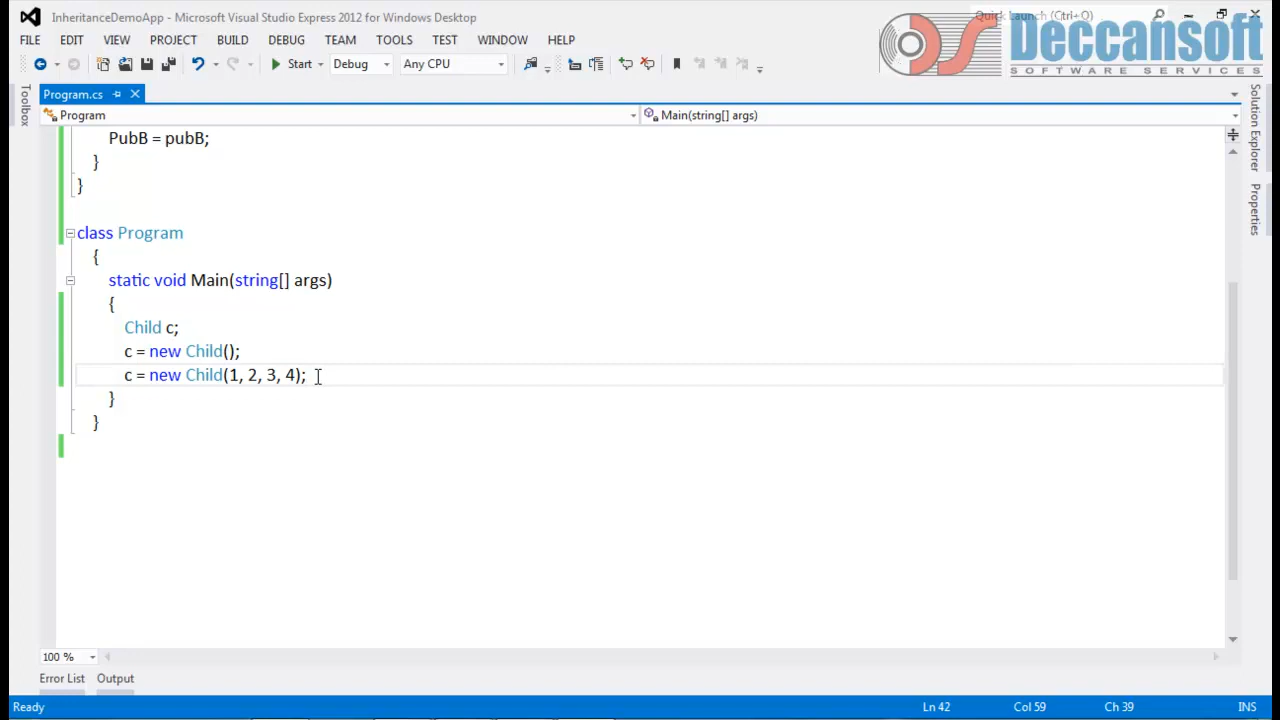 InheritanceDemoApp - Microsoft Visual Studio Express 2012 for Windows Desktop
Quick Launch (Ctrl+Q)
FILE EDIT VIEW PROJECT BUILD DEBUG TEAM TOOLS TEST WINDOW HELP
Deccansoft
SOFTWARE SERVICES
Start Debug Any CPU
Program.cs
Toolbox
Program Main(string[] args)
Solution Explorer
Properties
PubB = pubB;
}
}
class Program
{
static void Main(string[] args)
{
Child c;
c = new Child();
c = new Child(1, 2, 3, 4);
}
}
100 %
Error List Output
Ready Ln 42 Col 59 Ch 39 INS